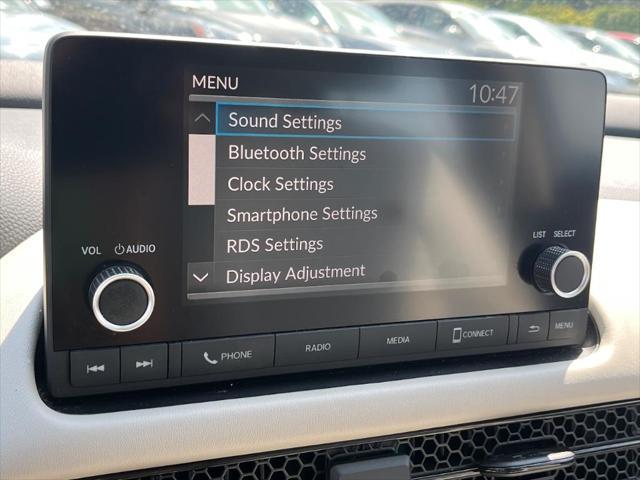 MENU
10:47
Sound Settings
Bluetooth Settings
Clock Settings
Smartphone Settings
RDS Settings
Display Adjustment
VOL
AUDIO
LIST
SELECT
PHONE
RADIO
MEDIA
CONNECT
MENU